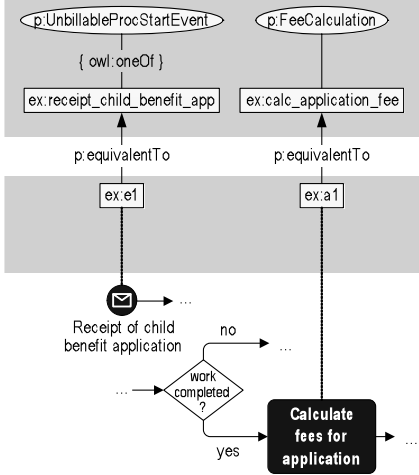 p:UnbillableProcStartEvent
p:FeeCalculation
{ owl:oneOf }
ex:receipt_child_benefit_app
ex:calc_application_fee
p:equivalentTo
p:equivalentTo
ex:e1
ex:a1
...
Receipt of child
benefit application
no
...
...
work
completed
?
yes
Calculate
fees for
application
...